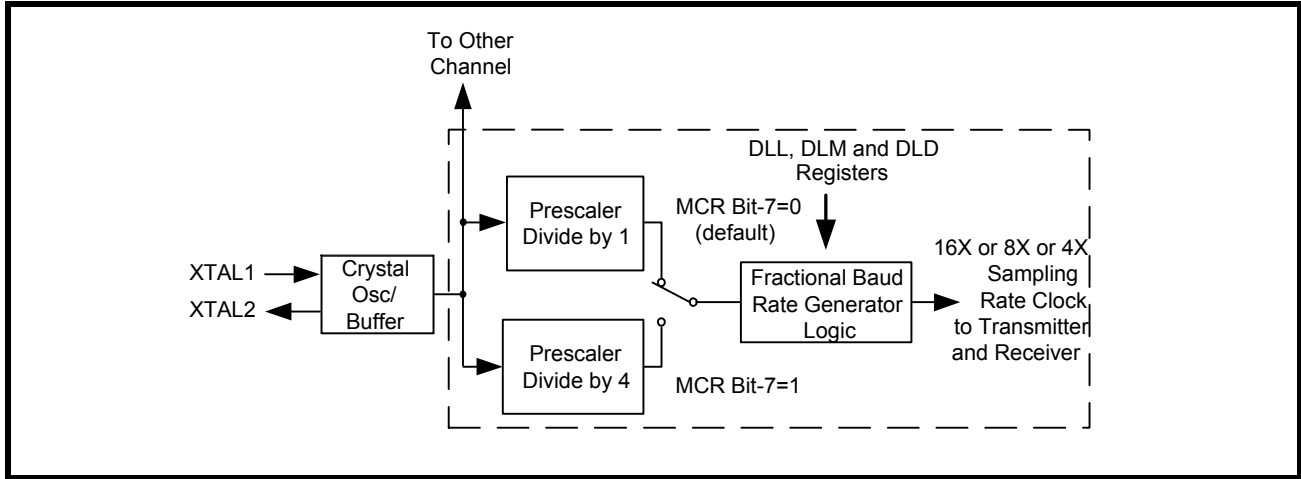 To Other
Channel
DLL, DLM and DLD
Registers
Prescaler
Divide by 1
MCR Bit-7=0
(default)
16X or 8X or 4X
Sampling
Rate Clock
to Transmitter
and Receiver
XTAL1
XTAL2
Crystal
Osc/
Buffer
Fractional Baud
Rate Generator
Logic
Prescaler
Divide by 4
MCR Bit-7=1